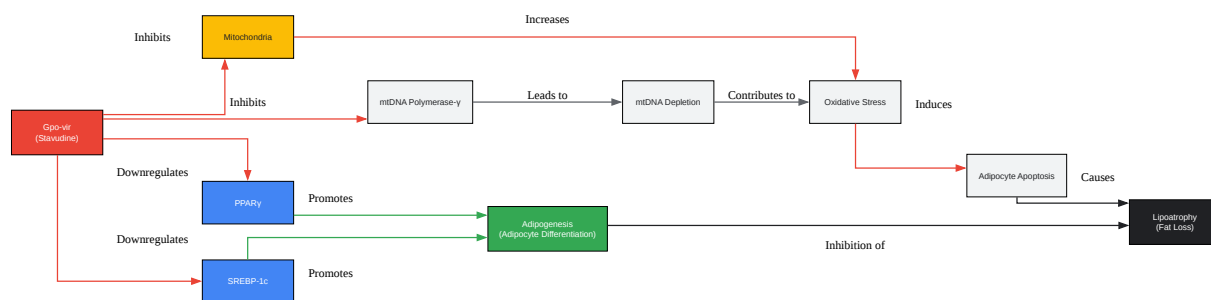 Increases
Inhibits
Mitochondria
Inhibits
mtDNA Polymerase-γ
Leads to
mtDNA Depletion
Contributes to
Oxidative Stress
Induces
Gpo-vir
(Stavudine)
Downregulates
Adipocyte Apoptosis
Causes
PPARγ
Promotes
Adipogenesis
(Adipocyte Differentiation)
Lipoatrophy
(Fat Loss)
Downregulates
Inhibition of
SREBP-1c
Promotes